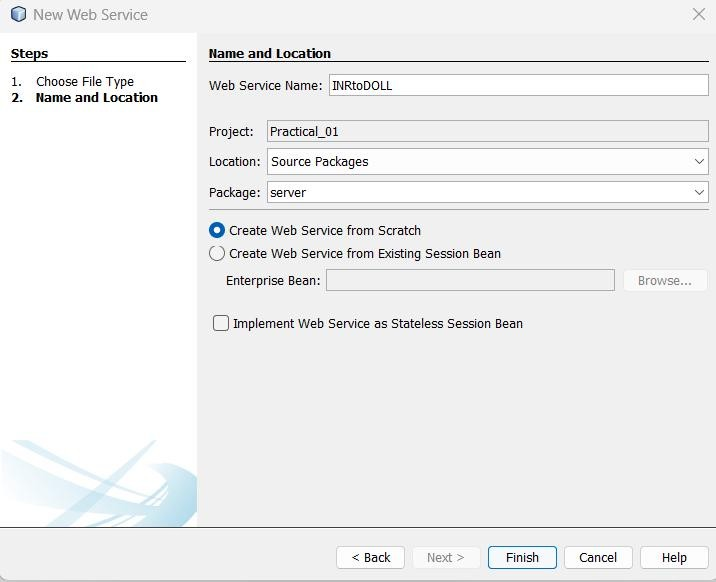 New Web Service
Steps
1. Choose File Type
2. Name and Location
Name and Location
Web Service Name: INRtoDOLL
Project: Practical_01
Location: Source Packages
Package: server
Create Web Service from Scratch
Create Web Service from Existing Session Bean
Enterprise Bean: Browse...
Implement Web Service as Stateless Session Bean
< Back Next > Finish Cancel Help